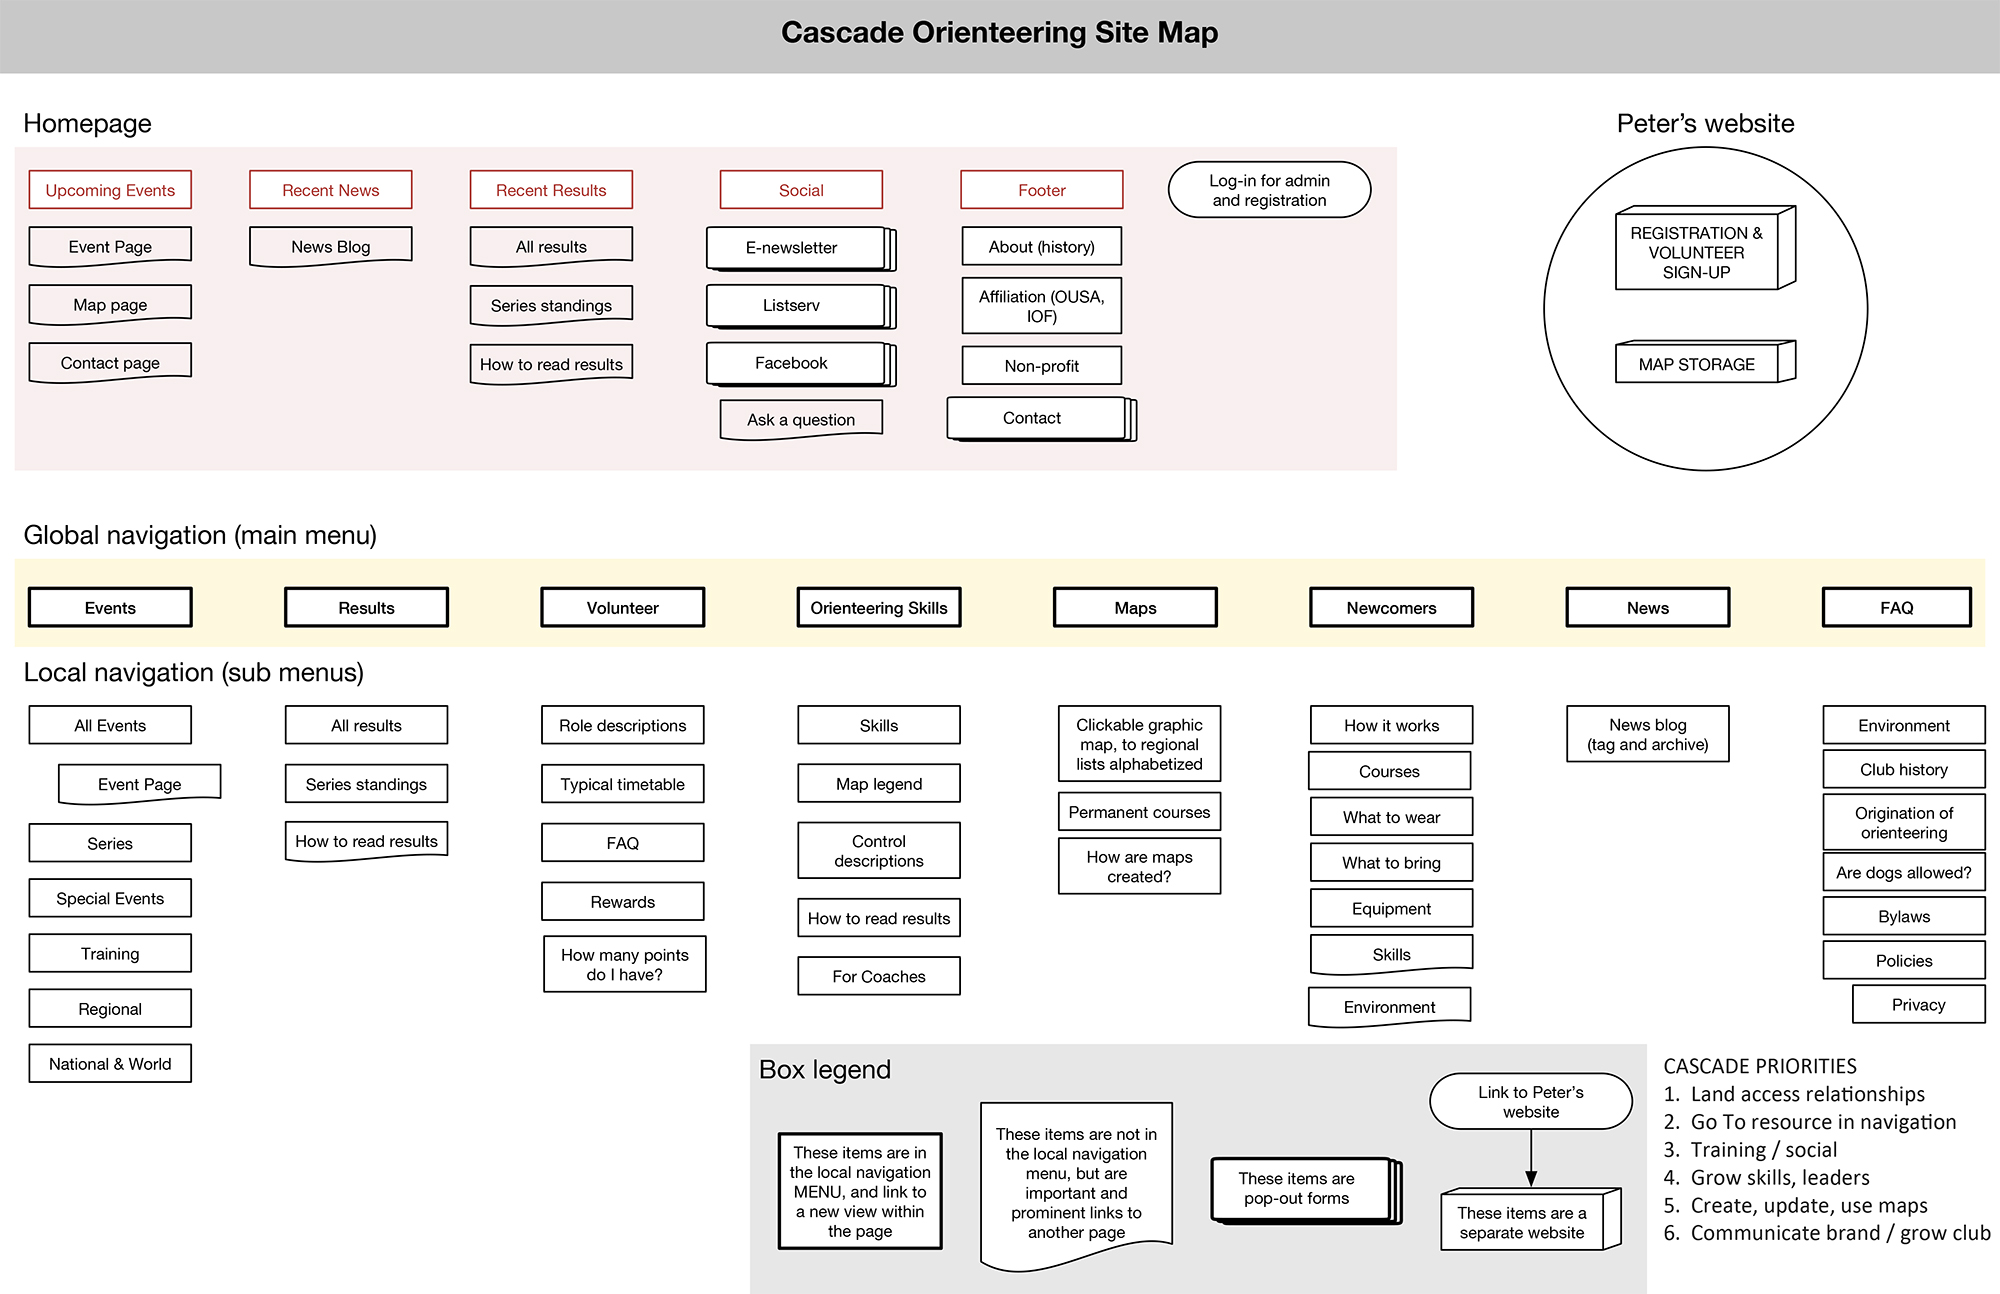 Cascade Orienteering Site Map
Homepage
Upcoming Events
Event Page
Map page
Contact page
Recent News
News Blog
Recent Results
All results
Series standings
How to read results
Social
E-newsletter
Listserv
Facebook
Ask a question
Footer
About (history)
Affiliation (OUSA,
IOF)
Non-profit
Contact
Log-in for admin
and registration
Peter's website
REGISTRATION &
VOLUNTEER
SIGN-UP
MAP STORAGE
Global navigation (main menu)
Events
Results
Volunteer
Orienteering Skills
Maps
Newcomers
News
FAQ
Local navigation (sub menus)
All Events
Event Page
Series
Special Events
Training
Regional
National & World
All results
Series standings
How to read results
Role descriptions
Typical timetable
FAQ
Rewards
How many points
do I have?
Skills
Map legend
Control
descriptions
How to read results
For Coaches
Clickable graphic
map, to regional
lists alphabetized
Permanent courses
How are maps
created?
How it works
Courses
What to wear
What to bring
Equipment
Skills
Environment
News blog
(tag and archive)
Environment
Club history
Origination of
orienteering
Are dogs allowed?
Bylaws
Policies
Privacy
Box legend
These items are in
the local navigation
MENU, and link to
a new view within
the page
These items are not in
the local navigation
menu, but are
important and
prominent links to
another page
These items are
pop-out forms
Link to Peter's
website
These items are a
separate website
CASCADE PRIORITIES
1. Land access relationships
2. Go To resource in navigation
3. Training / social
4. Grow skills, leaders
5. Create, update, use maps
6. Communicate brand / grow club